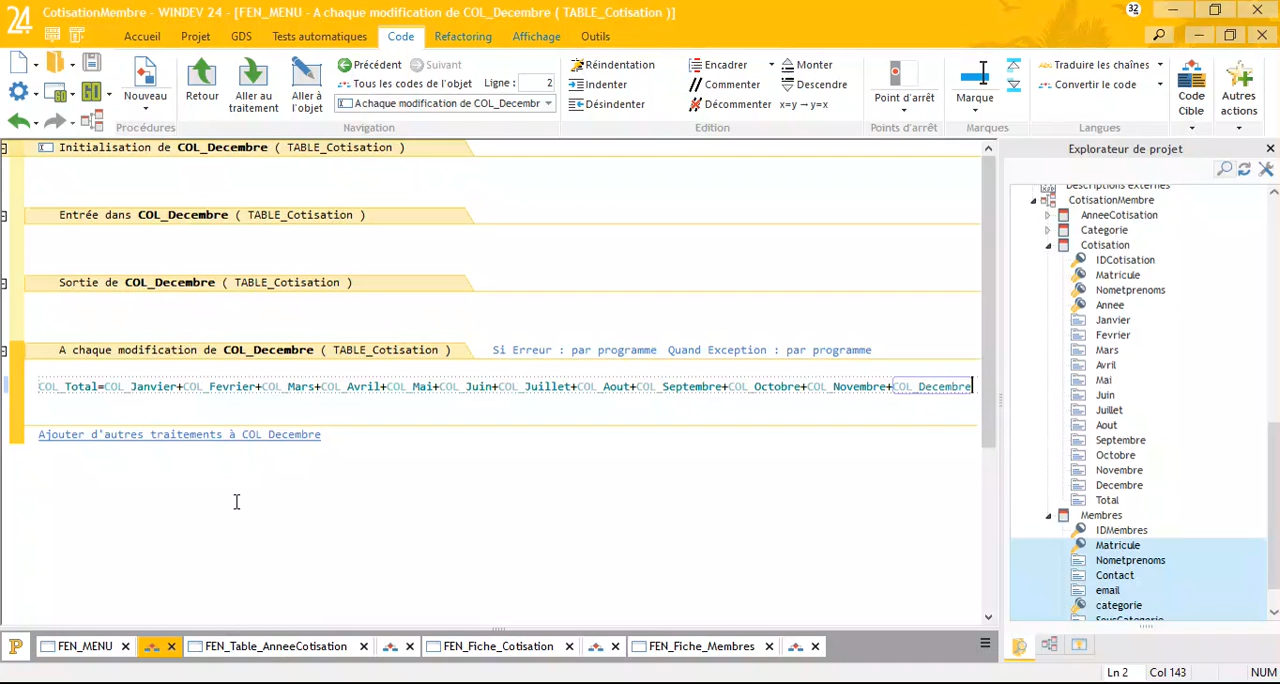 24 CotisationMembre - WINDEV 24 - [FEN_MENU - A chaque modification de COL_Decembre ( TABLE_Cotisation )] 32
Accueil Projet GDS Tests automatiques Code Refactoring Affichage Outils
Nouveau
Procédures
Retour
Aller au traitement
Aller à l'objet
Précédent Suivant
Tous les codes de l'objet Ligne : 2
A chaque modification de COL_Decembr
Navigation
Réindentation Encadrer Monter
Indenter // Commenter Descendre
Désindenter Décommenter x=y → y=x
Edition
Point d'arrêt
Points d'arrêt
Marque
Marques
Traduire les chaînes
Convertir le code
Langues
Code Cible
Autres actions
Initialisation de COL_Decembre ( TABLE_Cotisation )
Entrée dans COL_Decembre ( TABLE_Cotisation )
Sortie de COL_Decembre ( TABLE_Cotisation )
A chaque modification de COL_Decembre ( TABLE_Cotisation ) Si Erreur : par programme Quand Exception : par programme
COL_Total=COL_Janvier+COL_Fevrier+COL_Mars+COL_Avril+COL_Mai+COL_Juin+COL_Juillet+COL_Aout+COL_Septembre+COL_Octobre+COL_Novembre+COL_Decembre
Ajouter d'autres traitements à COL_Decembre
Explorateur de projet
Descriptions externes
CotisationMembre
AnneeCotisation
Categorie
Cotisation
IDCotisation
Matricule
Nometprenoms
Annee
Janvier
Fevrier
Mars
Avril
Mai
Juin
Juillet
Aout
Septembre
Octobre
Novembre
Decembre
Total
Membres
IDMembres
Matricule
Nometprenoms
Contact
email
categorie
SousCategorie
P FEN_MENU FEN_Table_AnneeCotisation FEN_Fiche_Cotisation FEN_Fiche_Membres
Ln 2 Col 143 NUM